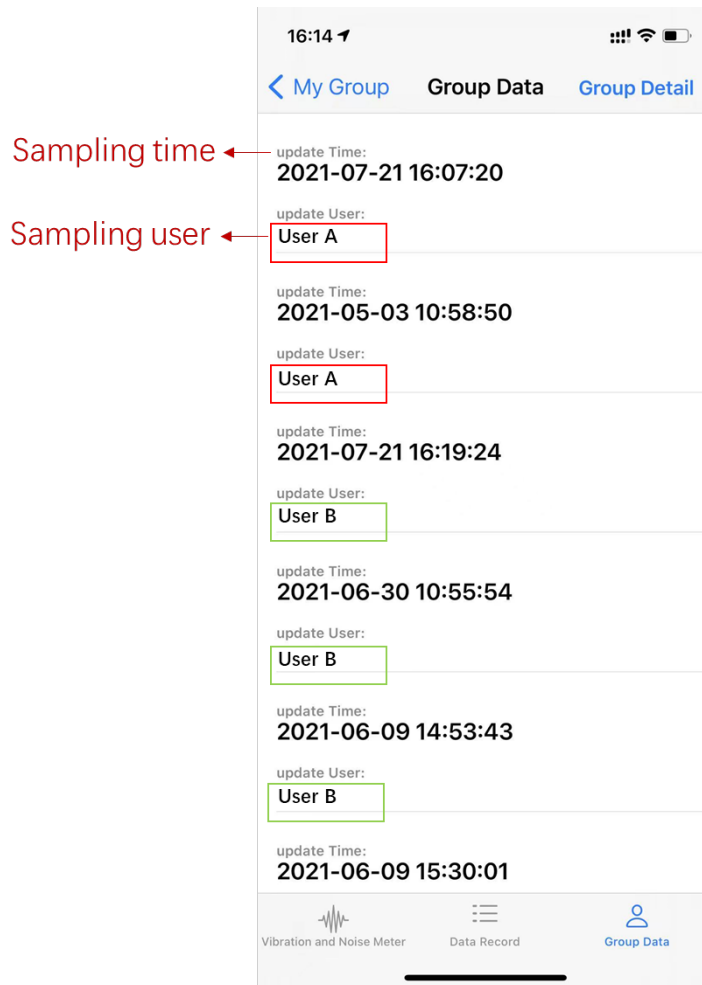 16:14
My Group
Group Data
Group Detail
Sampling time
update Time:
2021-07-21 16:07:20
Sampling user
update User:
User A
update Time:
2021-05-03 10:58:50
update User:
User A
update Time:
2021-07-21 16:19:24
update User:
User B
update Time:
2021-06-30 10:55:54
update User:
User B
update Time:
2021-06-09 14:53:43
update User:
User B
update Time:
2021-06-09 15:30:01
Vibration and Noise Meter
Data Record
Group Data